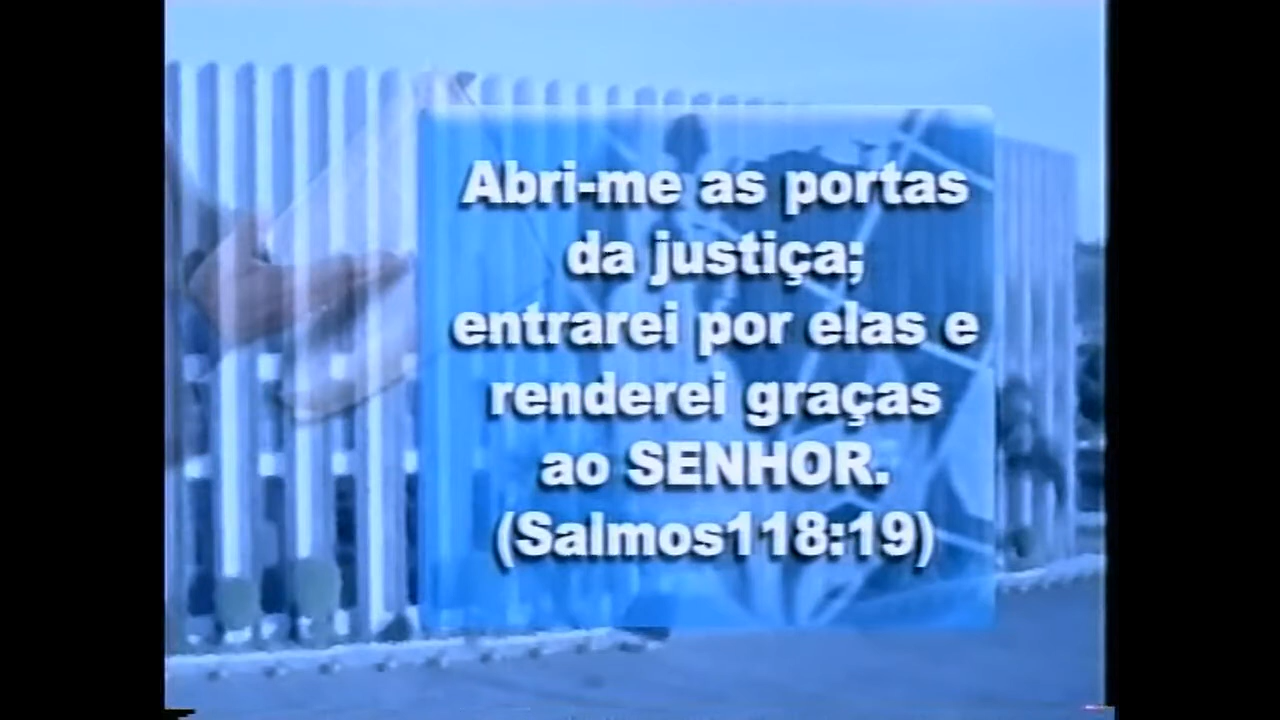 Abri-me as portas
da justiça;
entrarei por elas e
renderei graças
ao SENHOR.
(Salmos118:19)